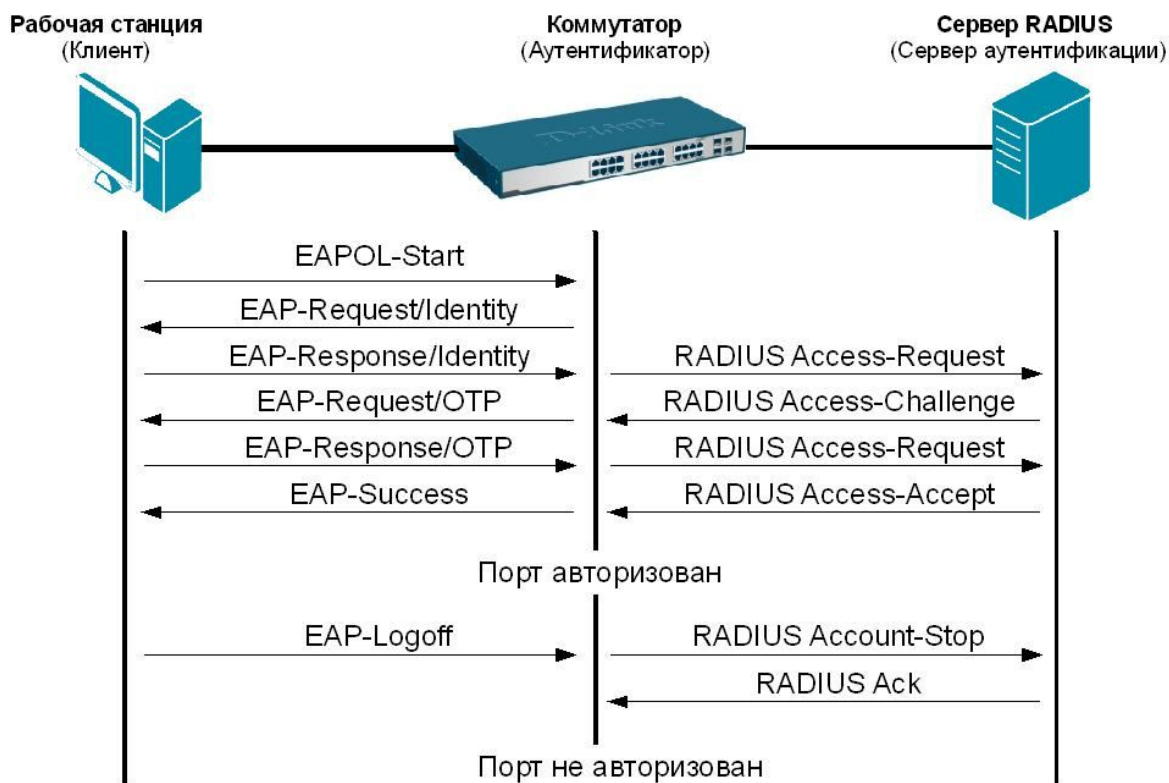 Рабочая станция
(Клиент)
Коммутатор
(Аутентификатор)
Сервер RADIUS
(Сервер аутентификации)
D-Link
EAPOL-Start
EAP-Request/Identity
EAP-Response/Identity
RADIUS Access-Request
EAP-Request/OTP
RADIUS Access-Challenge
EAP-Response/OTP
RADIUS Access-Request
EAP-Success
RADIUS Access-Accept
Порт авторизован
EAP-Logoff
RADIUS Account-Stop
RADIUS Ack
Порт не авторизован